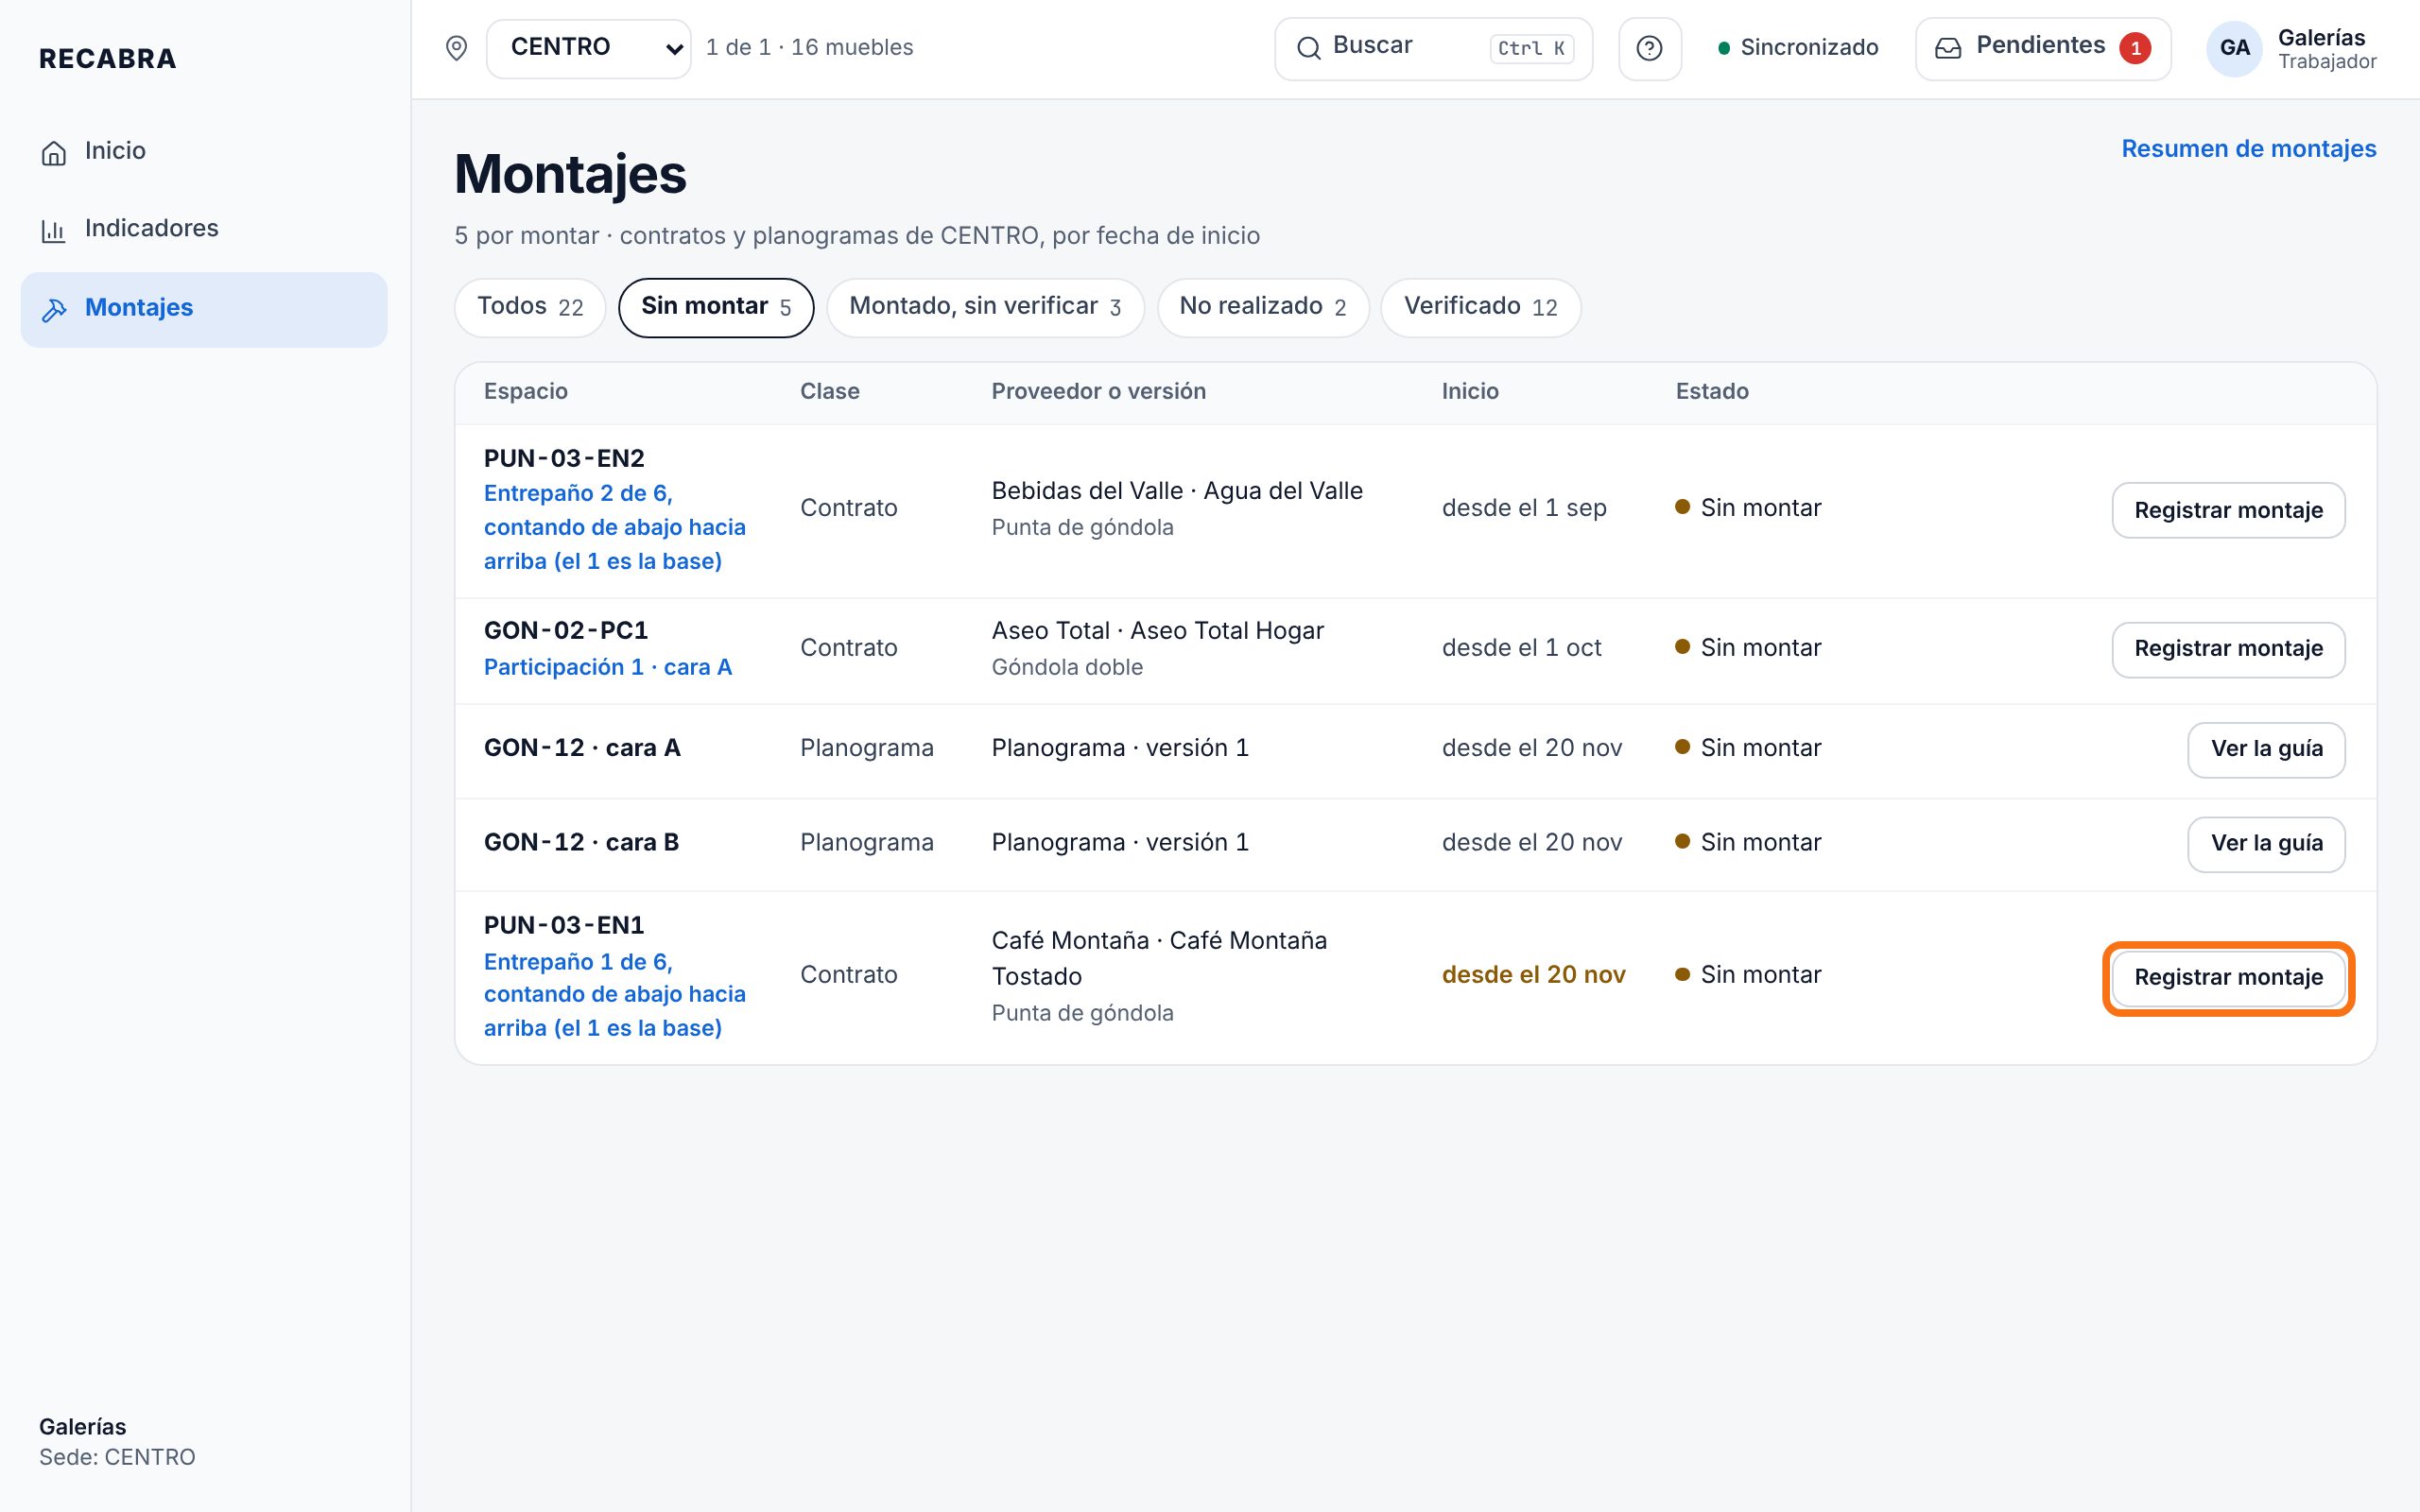 RECABRA
CENTRO
1 de 1 · 16 muebles
Buscar
Ctrl K
Sincronizado
Pendientes 1
GA
Galerías
Trabajador
Inicio
Indicadores
Montajes
Montajes
Resumen de montajes
5 por montar · contratos y planogramas de CENTRO, por fecha de inicio
Todos 22
Sin montar 5
Montado, sin verificar 3
No realizado 2
Verificado 12
Espacio Clase Proveedor o versión Inicio Estado
PUN-03-EN2
Entrepaño 2 de 6,
contando de abajo hacia
arriba (el 1 es la base)
Contrato
Bebidas del Valle · Agua del Valle
Punta de góndola
desde el 1 sep
Sin montar
Registrar montaje
GON-02-PC1
Participación 1 · cara A
Contrato
Aseo Total · Aseo Total Hogar
Góndola doble
desde el 1 oct
Sin montar
Registrar montaje
GON-12 · cara A
Planograma
Planograma · versión 1
desde el 20 nov
Sin montar
Ver la guía
GON-12 · cara B
Planograma
Planograma · versión 1
desde el 20 nov
Sin montar
Ver la guía
PUN-03-EN1
Entrepaño 1 de 6,
contando de abajo hacia
arriba (el 1 es la base)
Contrato
Café Montaña · Café Montaña
Tostado
Punta de góndola
desde el 20 nov
Sin montar
Registrar montaje
Galerías
Sede: CENTRO